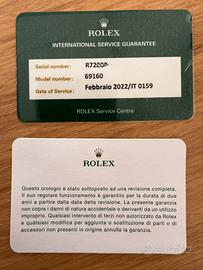 ROLEX
INTERNATIONAL SERVICE GUARANTEE
Serial number:
Model number: 69160
Date of Service: Febbraio 2022/IT 0159
Rolex Service Centre
ROLEX
Questo orologio è stato sottoposto ad una revisione completa.
Il suo regolare funzionamento è garantito per la durata di due
anni a partire dalla data della revisione. La presente garanzia
non copre i danni di natura accidentale o derivanti da un utilizzo
improprio. Qualsiasi intervento di terzi non autorizzato da Rolex
e qualsiasi modifica o sostituzione di parti o di accessori
non presenti in origine annulla la garanzia.